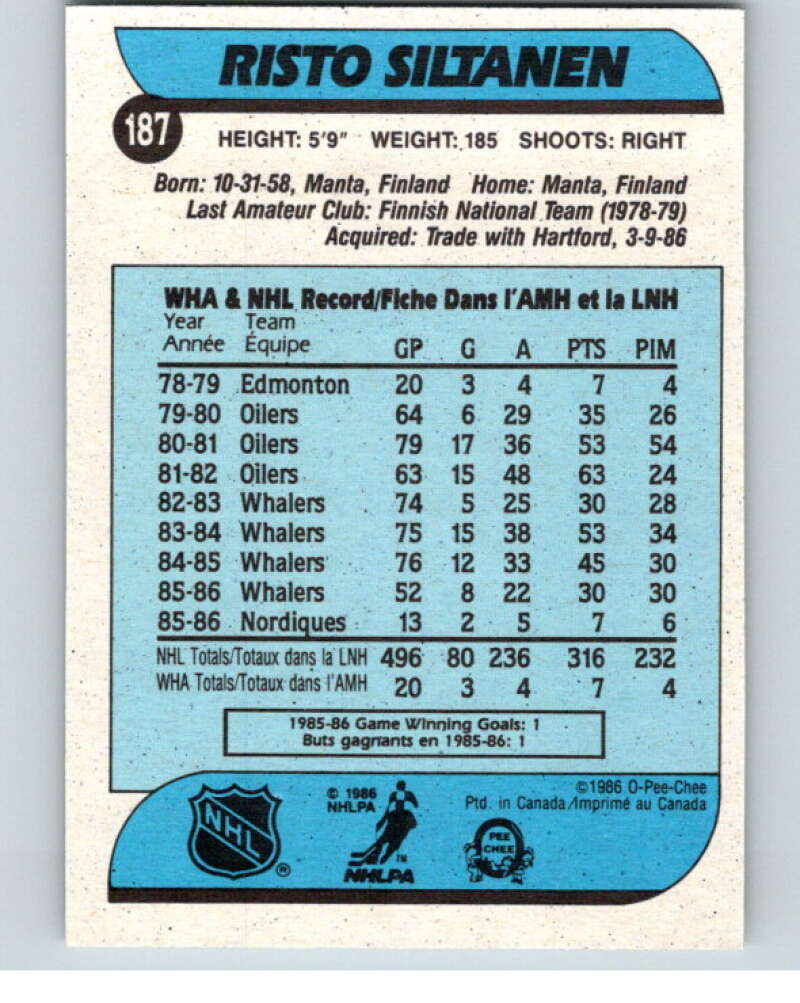 RISTO SILTANEN
187
HEIGHT: 5'9" WEIGHT: 185 SHOOTS: RIGHT
Born: 10-31-58, Manta, Finland Home: Manta, Finland
Last Amateur Club: Finnish National Team (1978-79)
Acquired: Trade with Hartford, 3-9-86
WHA & NHL Record/Fiche Dans l'AMH et la LNH
Year Team
Année Équipe GP G A PTS PIM
78-79 Edmonton 20 3 4 7 4
79-80 Oilers 64 6 29 35 26
80-81 Oilers 79 17 36 53 54
81-82 Oilers 63 15 48 63 24
82-83 Whalers 74 5 25 30 28
83-84 Whalers 75 15 38 53 34
84-85 Whalers 76 12 33 45 30
85-86 Whalers 52 8 22 30 30
85-86 Nordiques 13 2 5 7 6
NHL Totals/Totaux dans la LNH 496 80 236 316 232
WHA Totals/Totaux dans l'AMH 20 3 4 7 4
1985-86 Game Winning Goals: 1
Buts gagnants en 1985-86: 1
©1986 O-Pee-Chee
Ptd. in Canada/Imprimé au Canada
NHL ®
© 1986
NHLPA
TM
NHLPA
PEE
CHEE